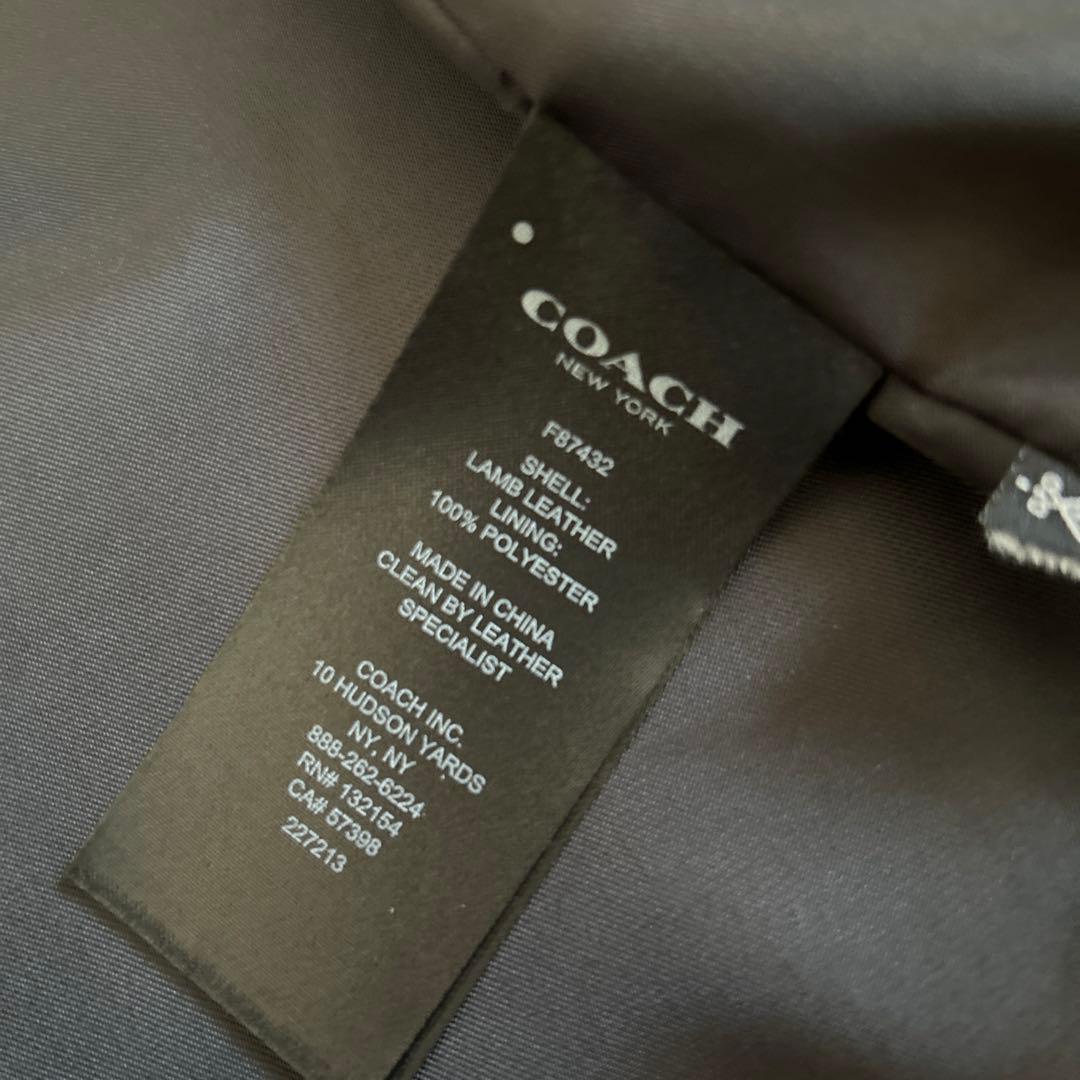 COACH
NEW YORK
F87432
SHELL:
LAMB LEATHER
LINING:
100% POLYESTER
MADE IN CHINA
CLEAN BY LEATHER
SPECIALIST
COACH INC.
10 HUDSON YARDS
NY, NY
888-262-6224
RN# 132154
CA# 57398
227213